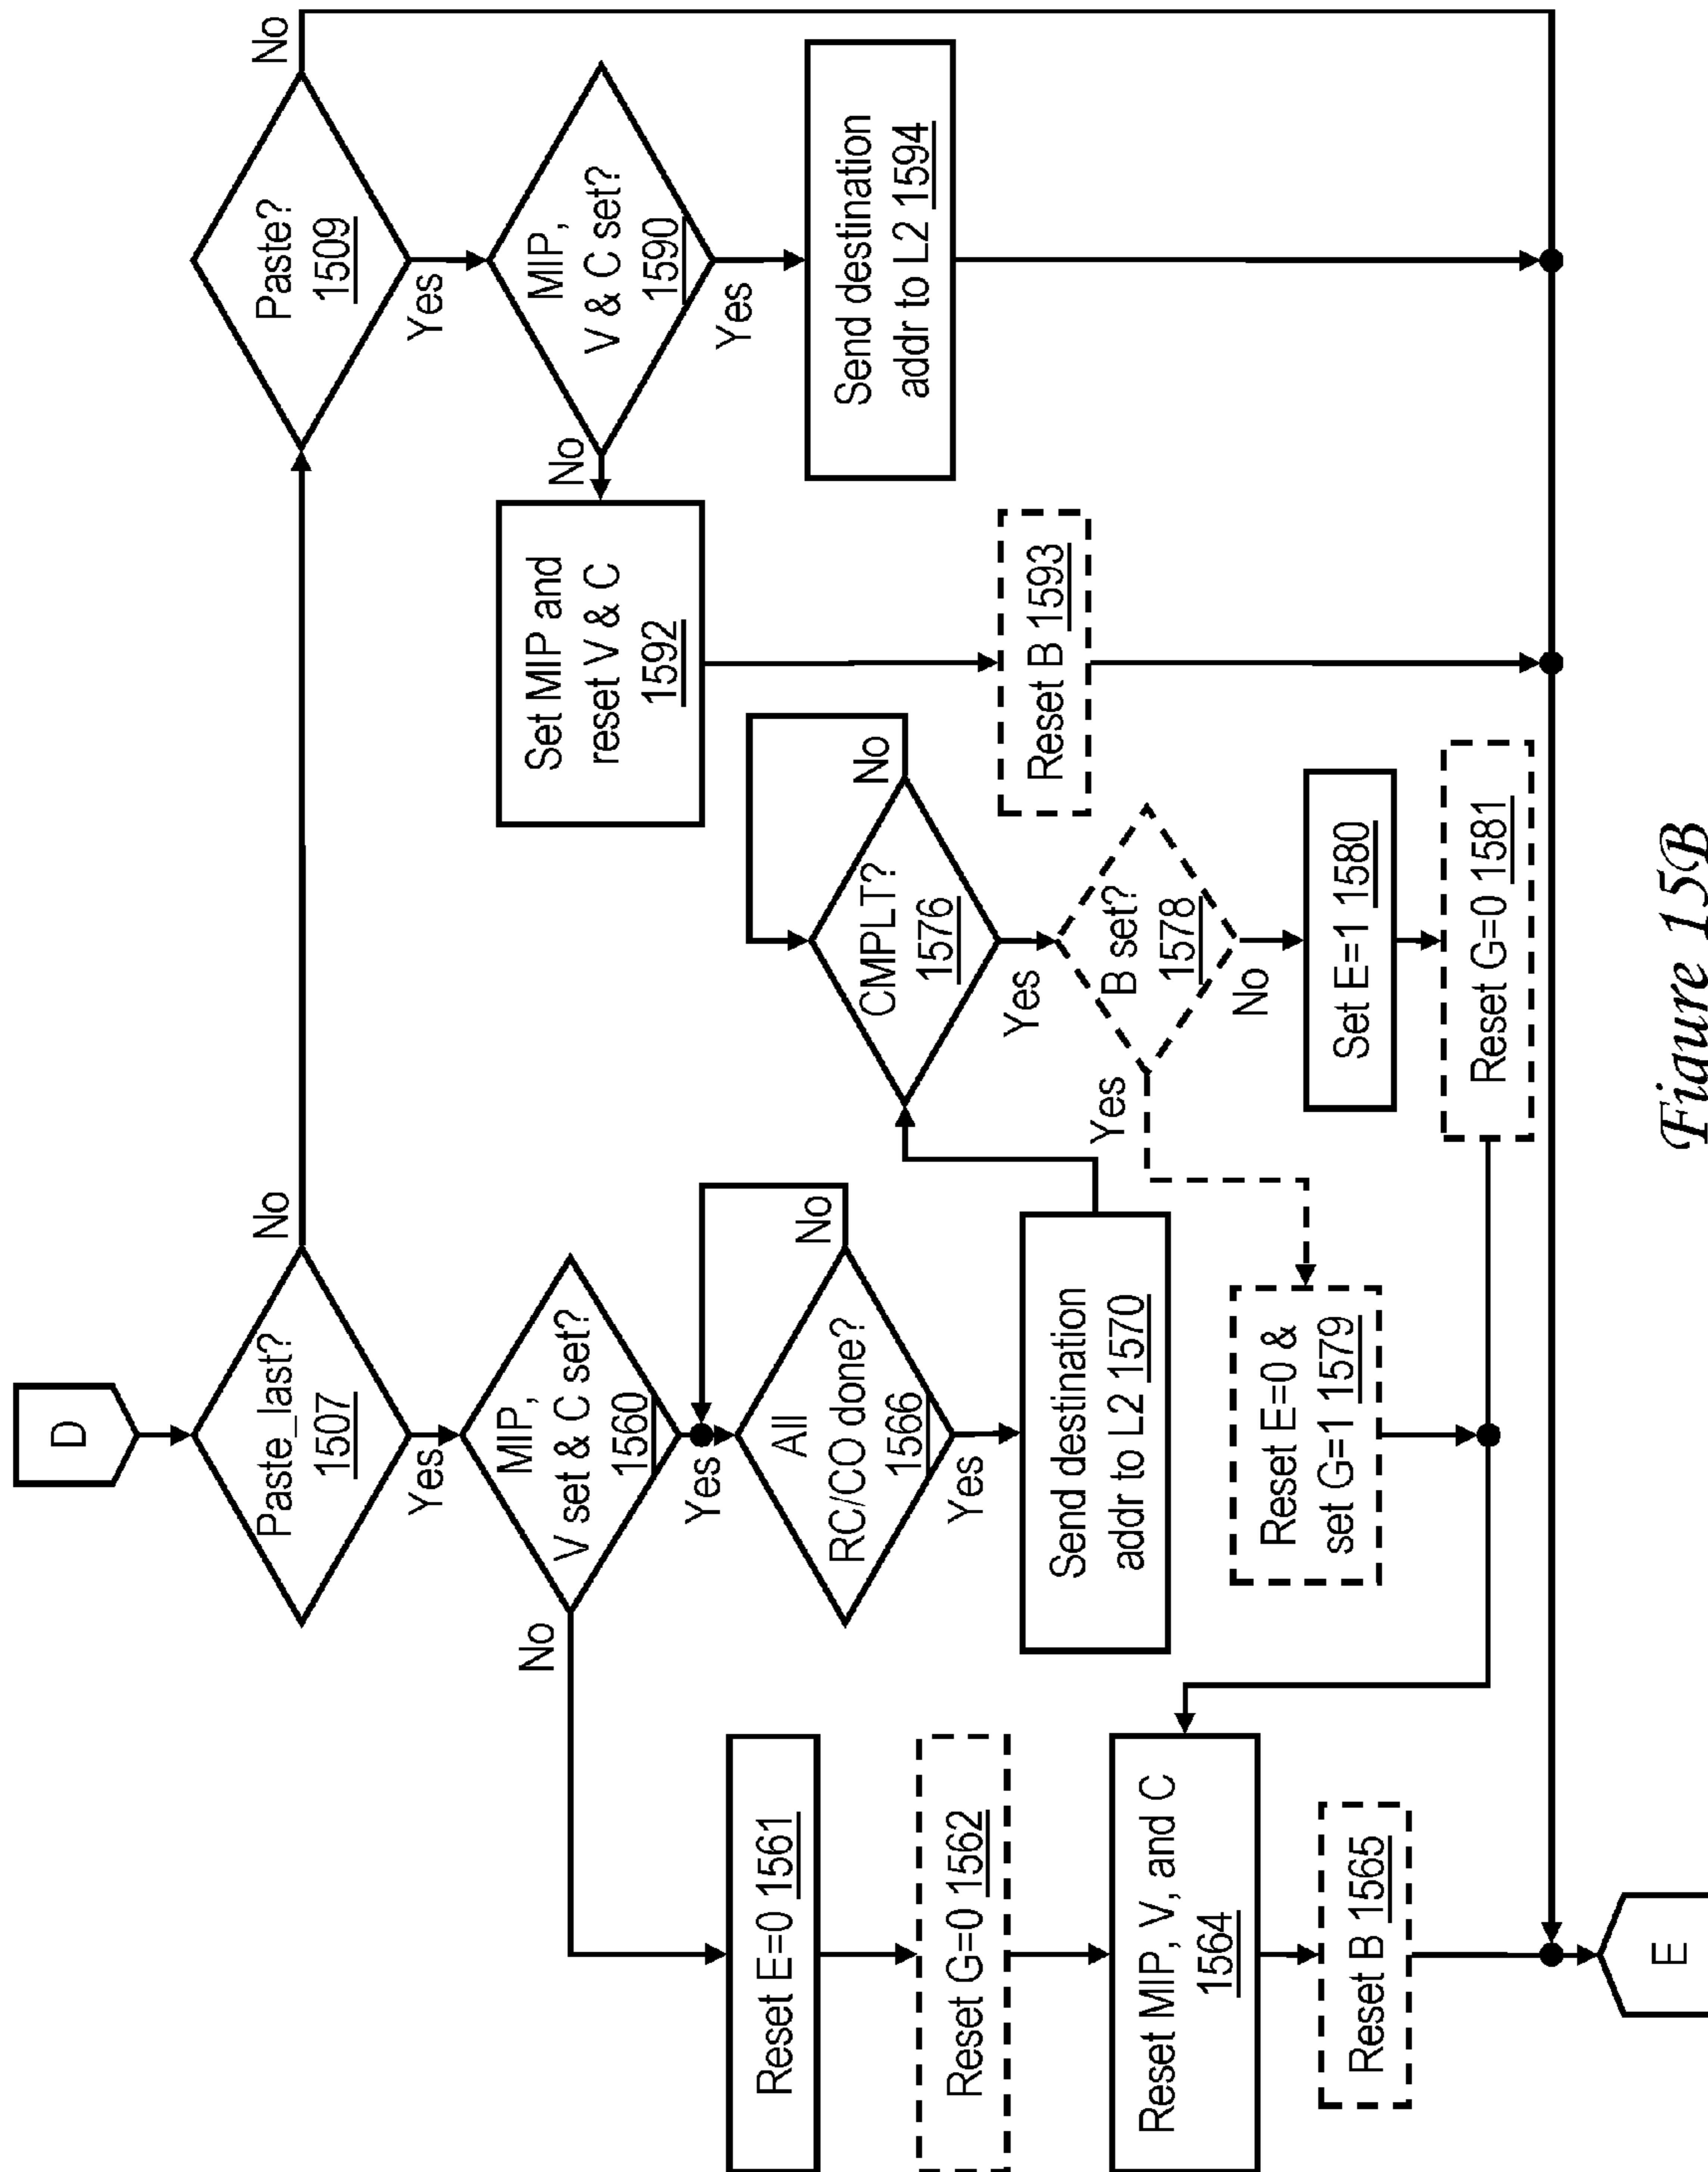 D
Paste_last?
1507
No
Yes
Paste?
1509
No
Yes
MIP,
V set & C set?
1560
No
Yes
MIP,
V & C set?
1590
No
Yes
Set MIP and
reset V & C
1592
All
RC/CO done?
1566
No
Yes
Send destination
addr to L2 1594
Reset E=0 1561
CMPLT?
1576
No
Yes
Reset G=0 1562
Send destination
addr to L2 1570
Reset B 1593
B set?
1578
Yes
No
Reset MIP, V, and C
1564
Reset E=0 &
set G=1 1579
Set E=1 1580
Reset B 1565
Reset G=0 1581
E
Figure 15B